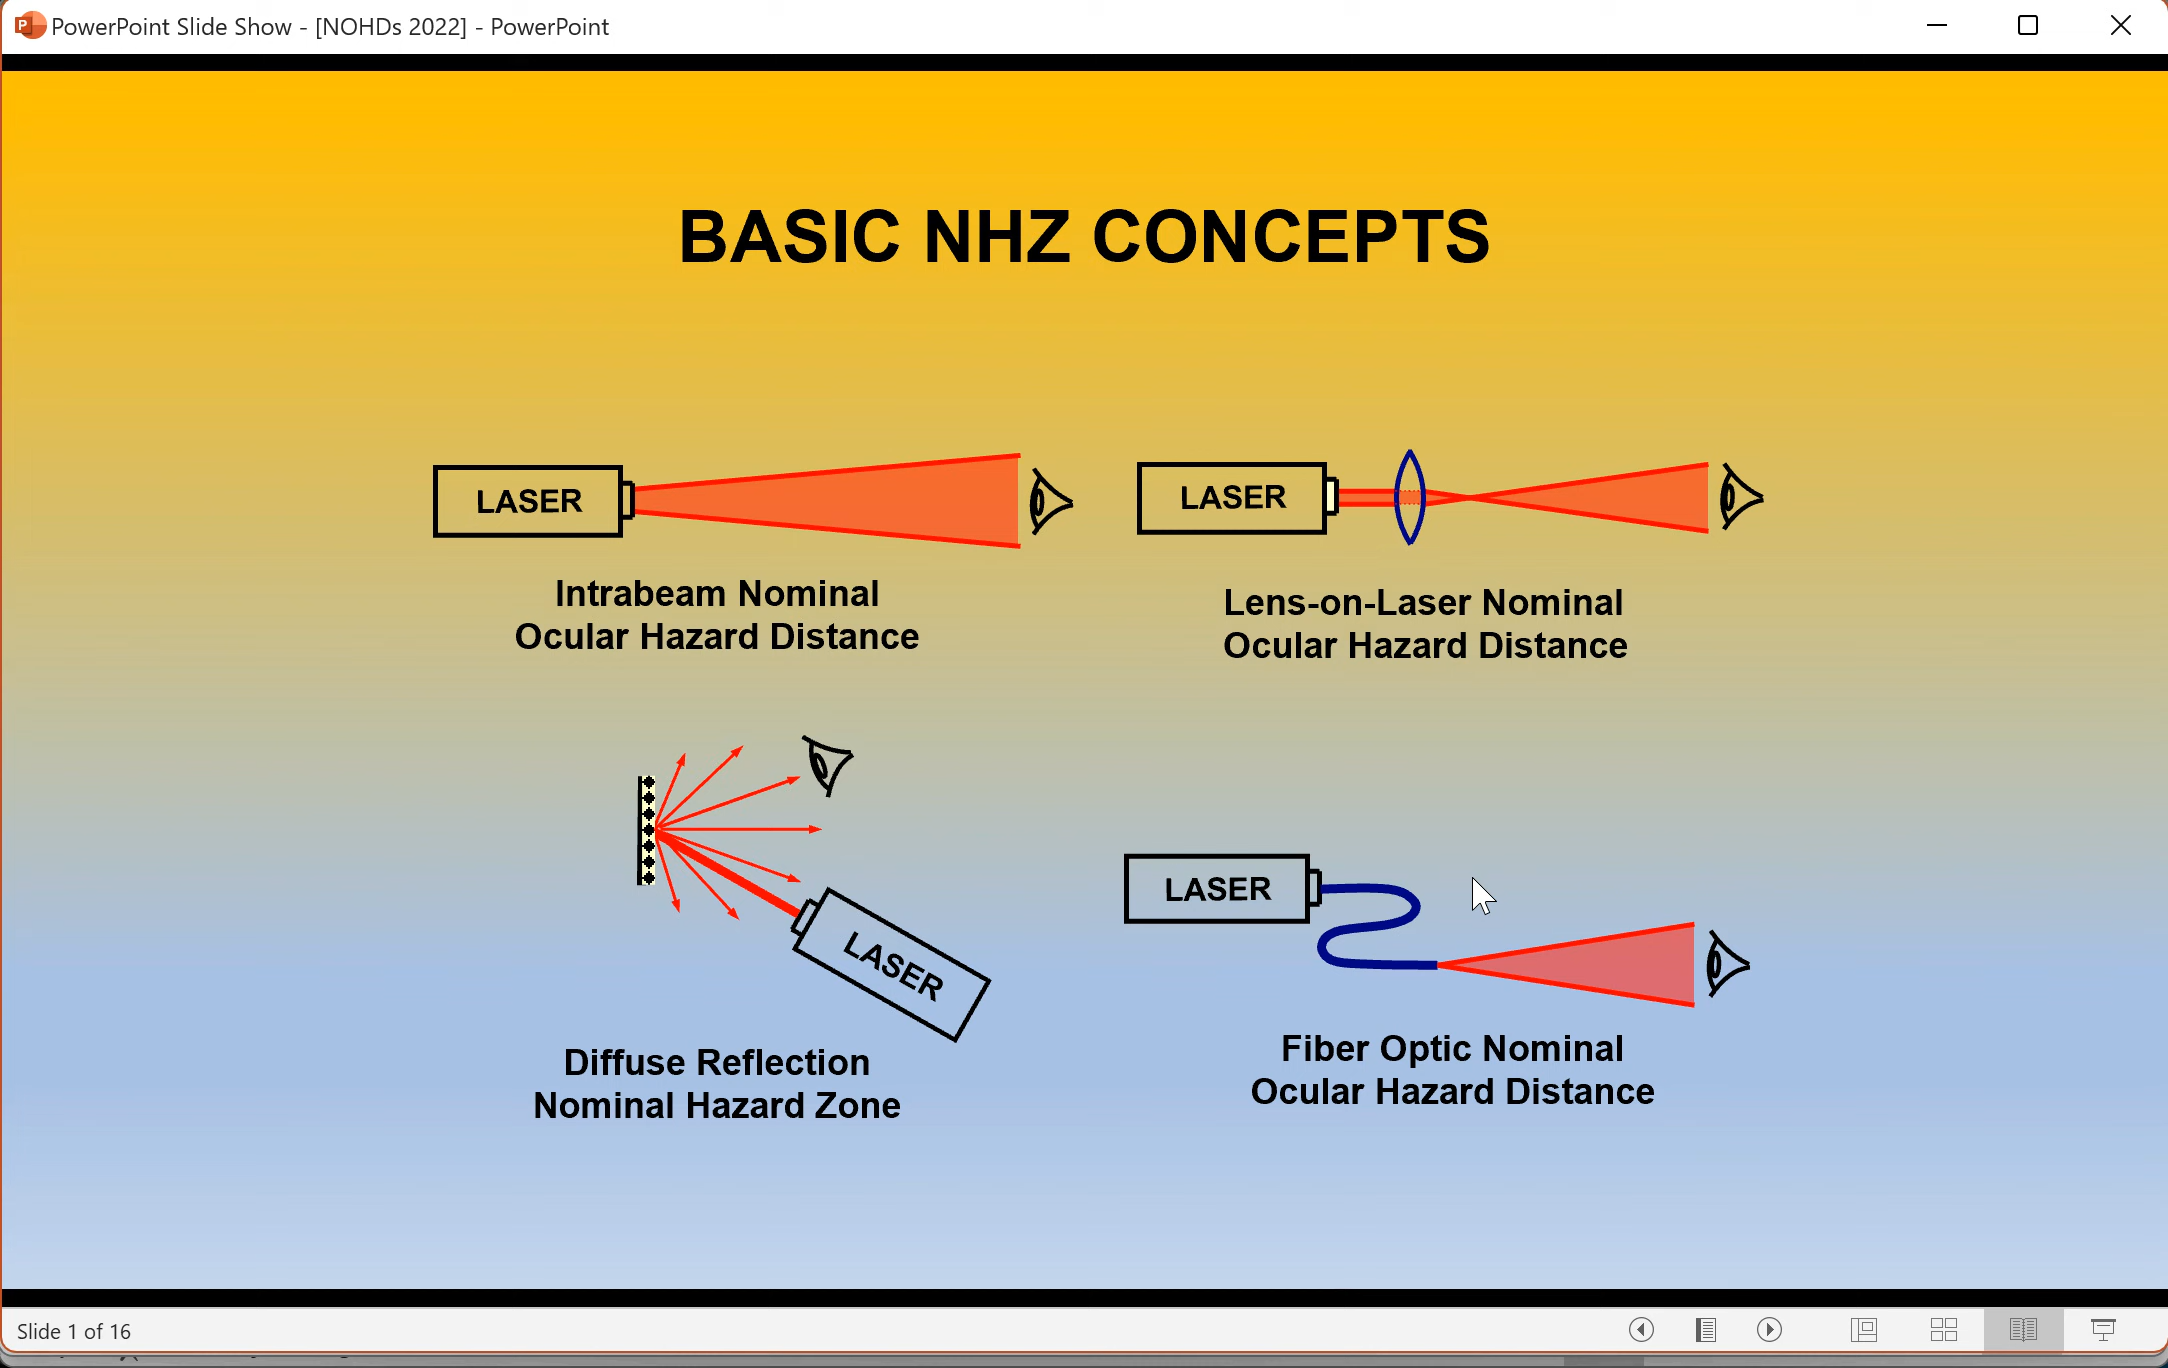 PowerPoint Slide Show - [NOHDs 2022] - PowerPoint
BASIC NHZ CONCEPTS
LASER
Intrabeam Nominal
Ocular Hazard Distance
LASER
Lens-on-Laser Nominal
Ocular Hazard Distance
LASER
Diffuse Reflection
Nominal Hazard Zone
LASER
Fiber Optic Nominal
Ocular Hazard Distance
Slide 1 of 16